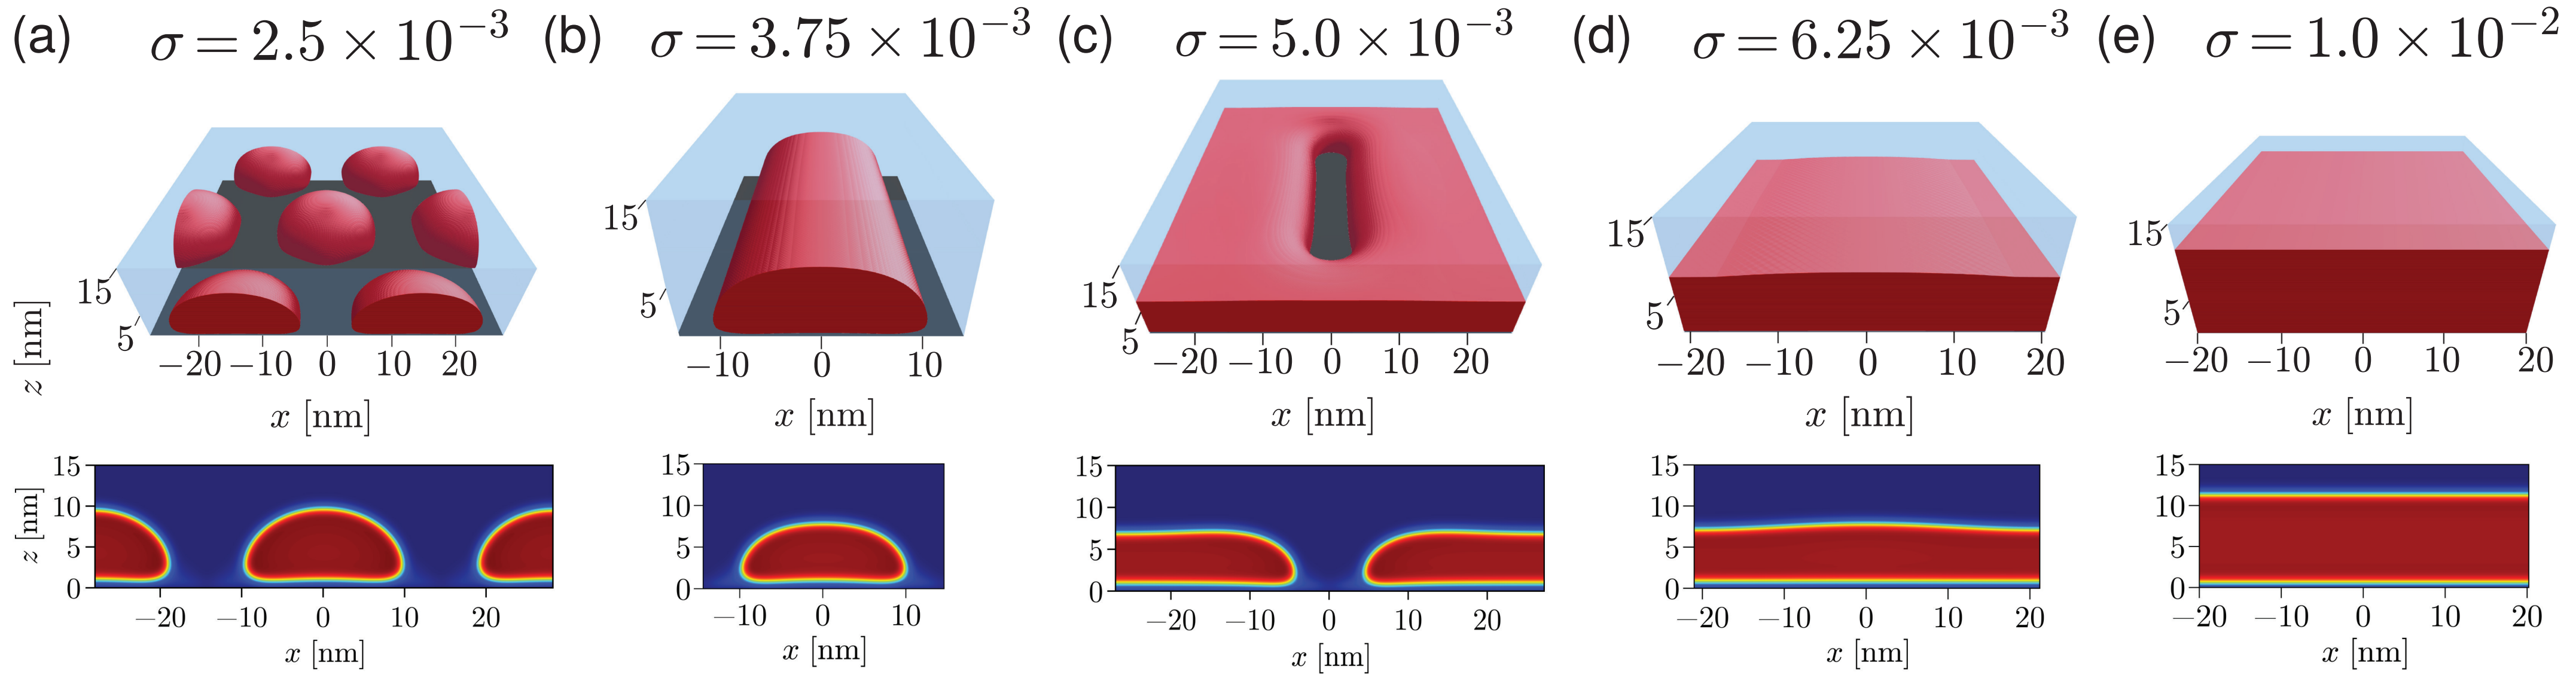 (a) σ = 2.5 × 10⁻³
(b) σ = 3.75 × 10⁻³
(c) σ = 5.0 × 10⁻³
(d) σ = 6.25 × 10⁻³
(e) σ = 1.0 × 10⁻²
z [nm]
15
5
−20 −10 0 10 20
x [nm]
15
5
−10 0 10
x [nm]
15
5
−20 −10 0 10 20
x [nm]
15
5
−20 −10 0 10 20
x [nm]
15
5
−20 −10 0 10 20
x [nm]
z [nm]
15
10
5
0
−20 −10 0 10 20
x [nm]
15
10
5
0
−10 0 10
x [nm]
15
10
5
0
−20 −10 0 10 20
x [nm]
15
10
5
0
−20 −10 0 10 20
x [nm]
15
10
5
0
−20 −10 0 10 20
x [nm]